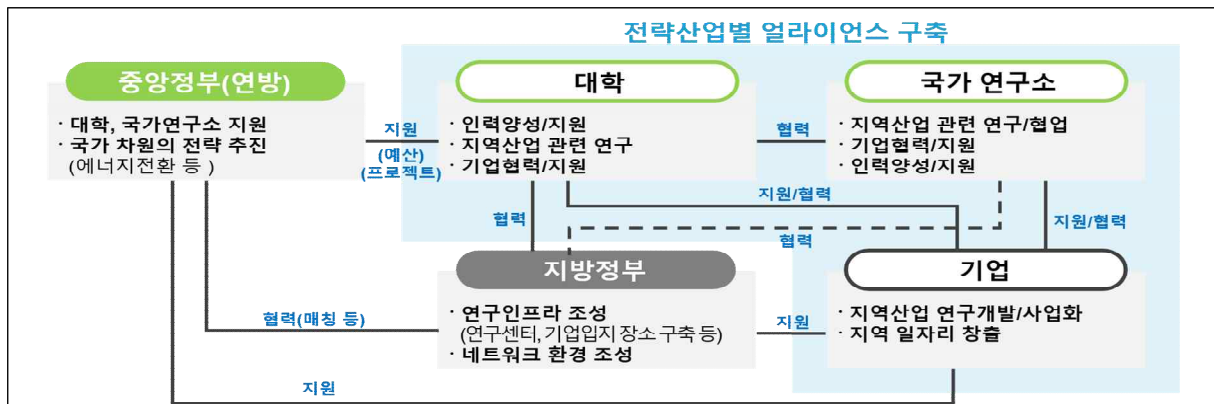 전략산업별 얼라이언스 구축
중앙정부(연방)
· 대학, 국가연구소 지원
· 국가 차원의 전략 추진
(에너지전환 등 )
지원
(예산)
(프로젝트)
대학
· 인력양성/지원
· 지역산업 관련 연구
· 기업협력/지원
협력
국가 연구소
· 지역산업 관련 연구/협업
· 기업협력/지원
· 인력양성/지원
협력
지원/협력
협력
지원/협력
지방정부
· 연구인프라 조성
(연구센터, 기업입지 장소 구축 등)
· 네트워크 환경 조성
협력(매칭 등)
지원
기업
· 지역산업 연구개발/사업화
· 지역 일자리 창출
지원